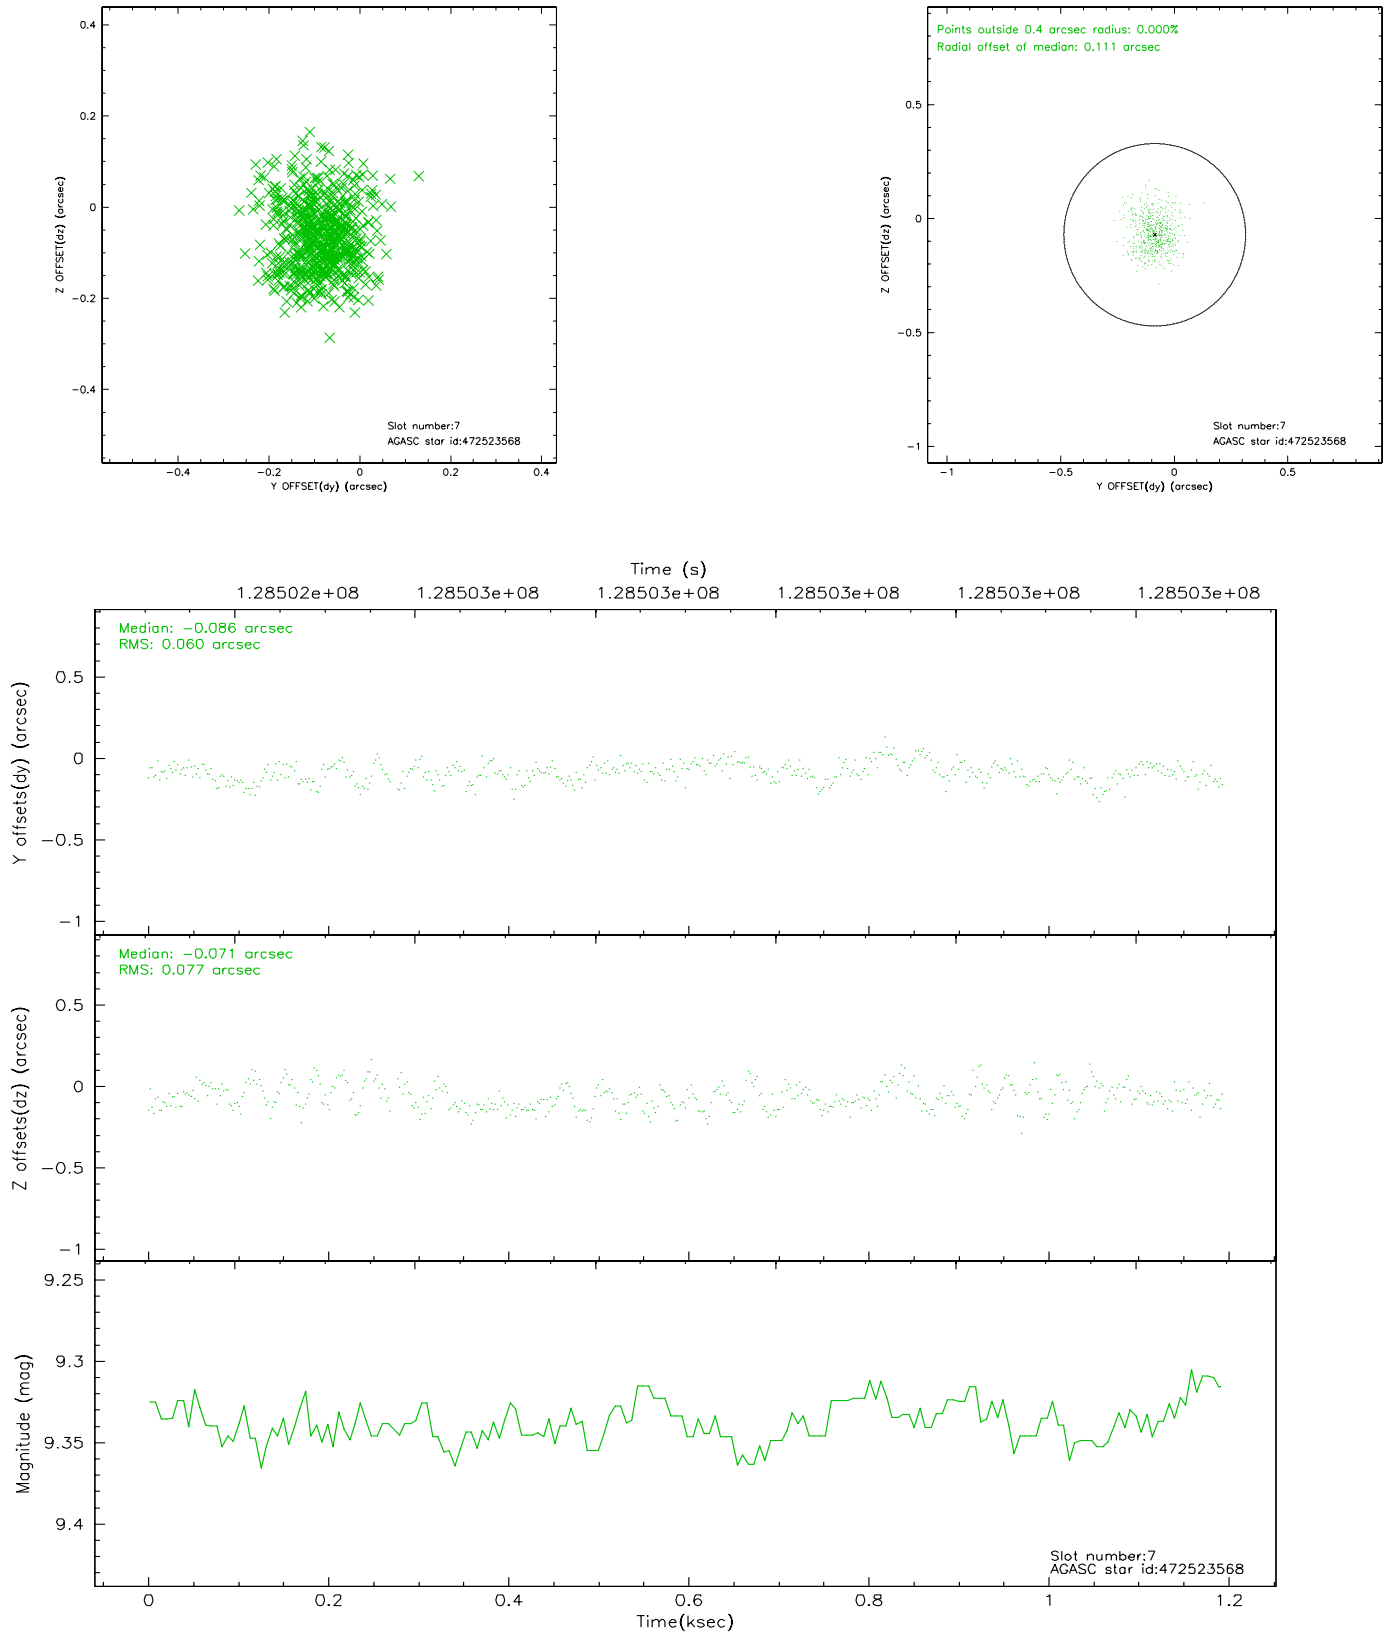 0.4
0.2
0
−0.2
−0.4
Z OFFSET(dz) (arcsec)
Slot number:7
AGASC star id:472523568
−0.4
−0.2
0
0.2
0.4
Y OFFSET(dy) (arcsec)
Points outside 0.4 arcsec radius: 0.000%
Radial offset of median: 0.111 arcsec
0.5
0
−0.5
−1
Z OFFSET(dz) (arcsec)
Slot number:7
AGASC star id:472523568
−1
−0.5
0
0.5
Y OFFSET(dy) (arcsec)
Time (s)
1.28502e+08
1.28503e+08
1.28503e+08
1.28503e+08
1.28503e+08
1.28503e+08
Median: −0.086 arcsec
RMS: 0.060 arcsec
0.5
0
−0.5
−1
Y offsets(dy) (arcsec)
Median: −0.071 arcsec
RMS: 0.077 arcsec
0.5
0
−0.5
−1
Z offsets(dz) (arcsec)
9.25
9.3
9.35
9.4
Magnitude (mag)
Slot number:7
AGASC star id:472523568
0
0.2
0.4
0.6
0.8
1
1.2
Time(ksec)